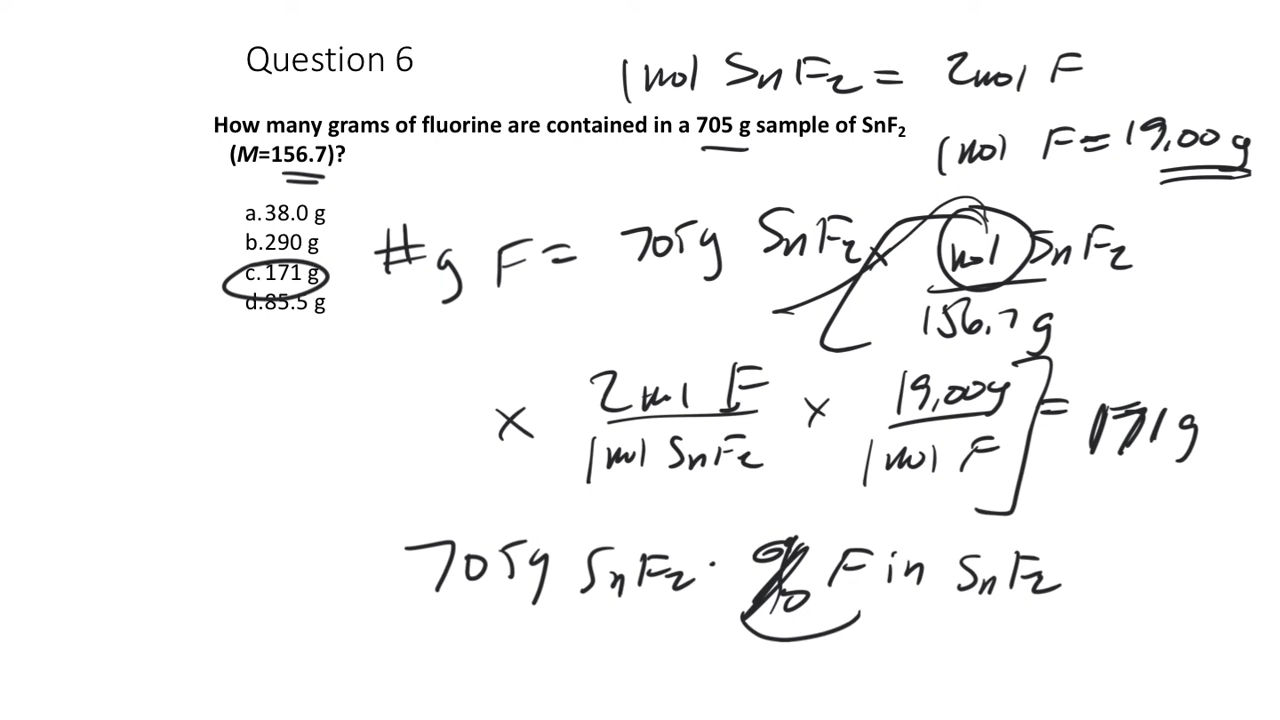 Question 6
1 mol SnF₂ = 2 mol F
How many grams of fluorine are contained in a 705 g sample of SnF₂
(M=156.7)?
1 mol F = 19.00 g
a. 38.0 g
b. 290 g
c. 171 g
d. 85.5 g
# g F = 705 g SnF₂ × mol SnF₂
156.7 g
× 2 mol F × 19.00 g ] = 171 g
1 mol SnF₂ 1 mol F
705 g SnF₂ · % F in SnF₂